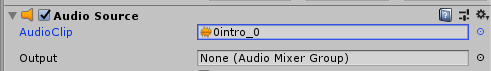 Audio Source
AudioClip 0intro_0
Output None (Audio Mixer Group)